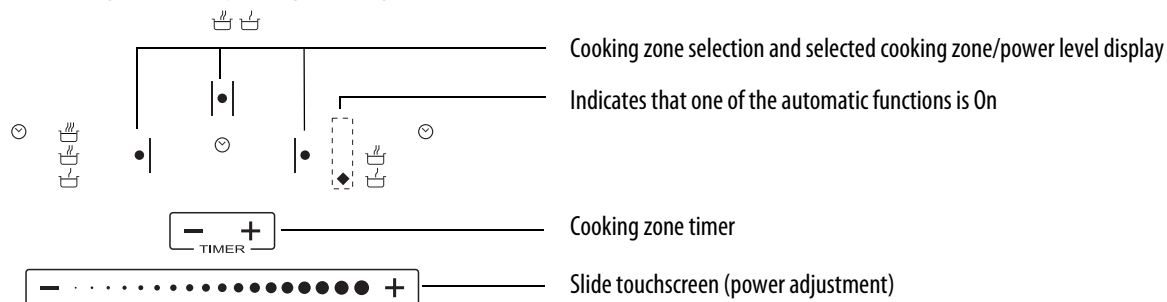 Cooking zone selection and selected cooking zone/power level display
Indicates that one of the automatic functions is On
Cooking zone timer
TIMER
Slide touchscreen (power adjustment)